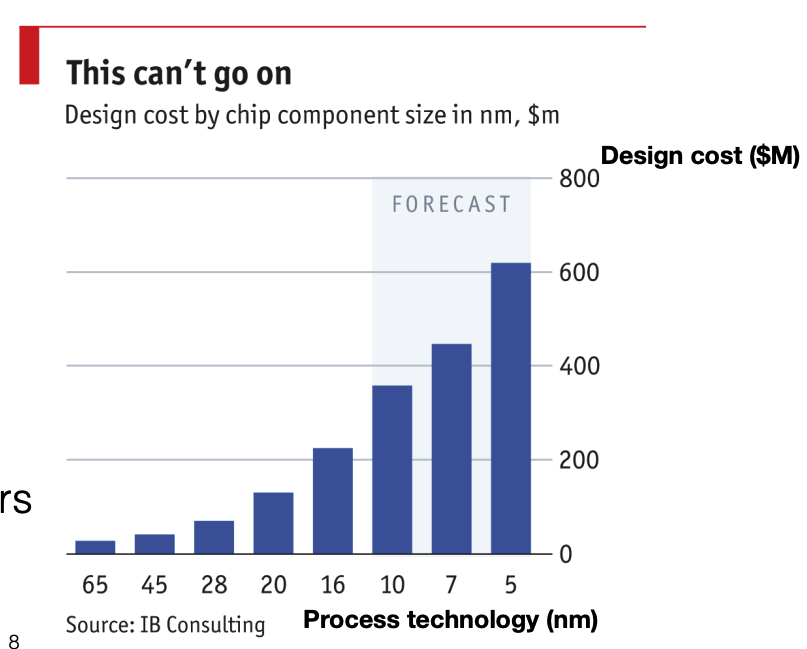 This can’t go on
Design cost by chip component size in nm, $m
Design cost ($M)
800
FORECAST
600
400
200
rs
0
65 45 28 20 16 10 7 5
Source: IB Consulting
Process technology (nm)
8